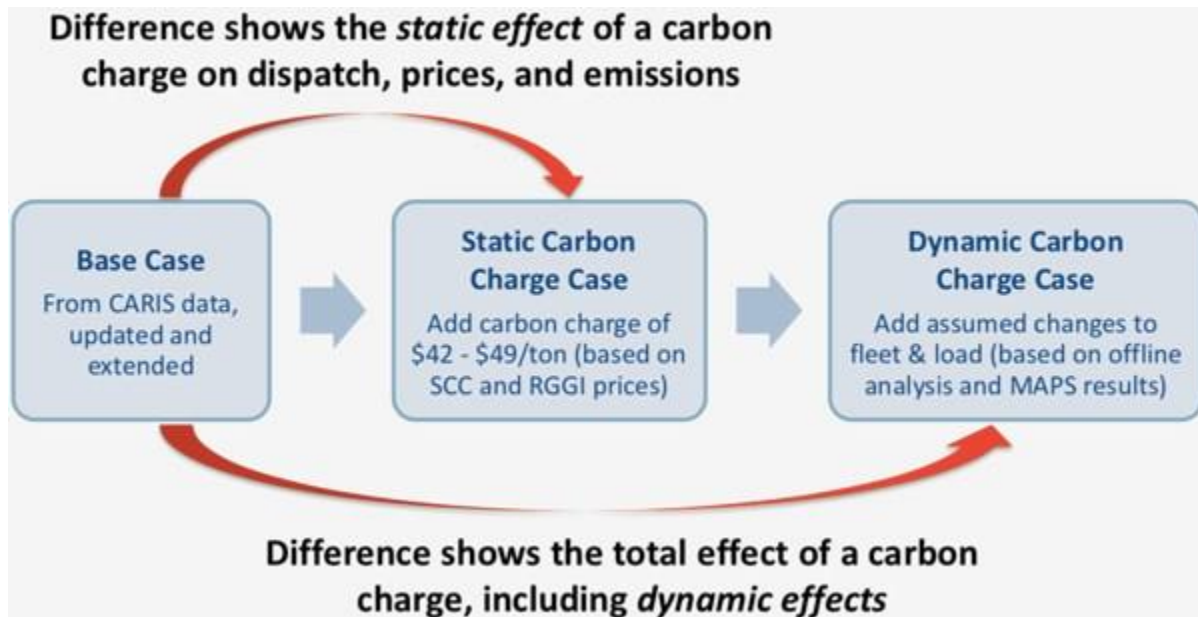 Difference shows the static effect of a carbon
charge on dispatch, prices, and emissions
Base Case
From CARIS data,
updated and
extended
Static Carbon
Charge Case
Add carbon charge of
$42 - $49/ton (based on
SCC and RGGI prices)
Dynamic Carbon
Charge Case
Add assumed changes to
fleet & load (based on offline
analysis and MAPS results)
Difference shows the total effect of a carbon
charge, including dynamic effects